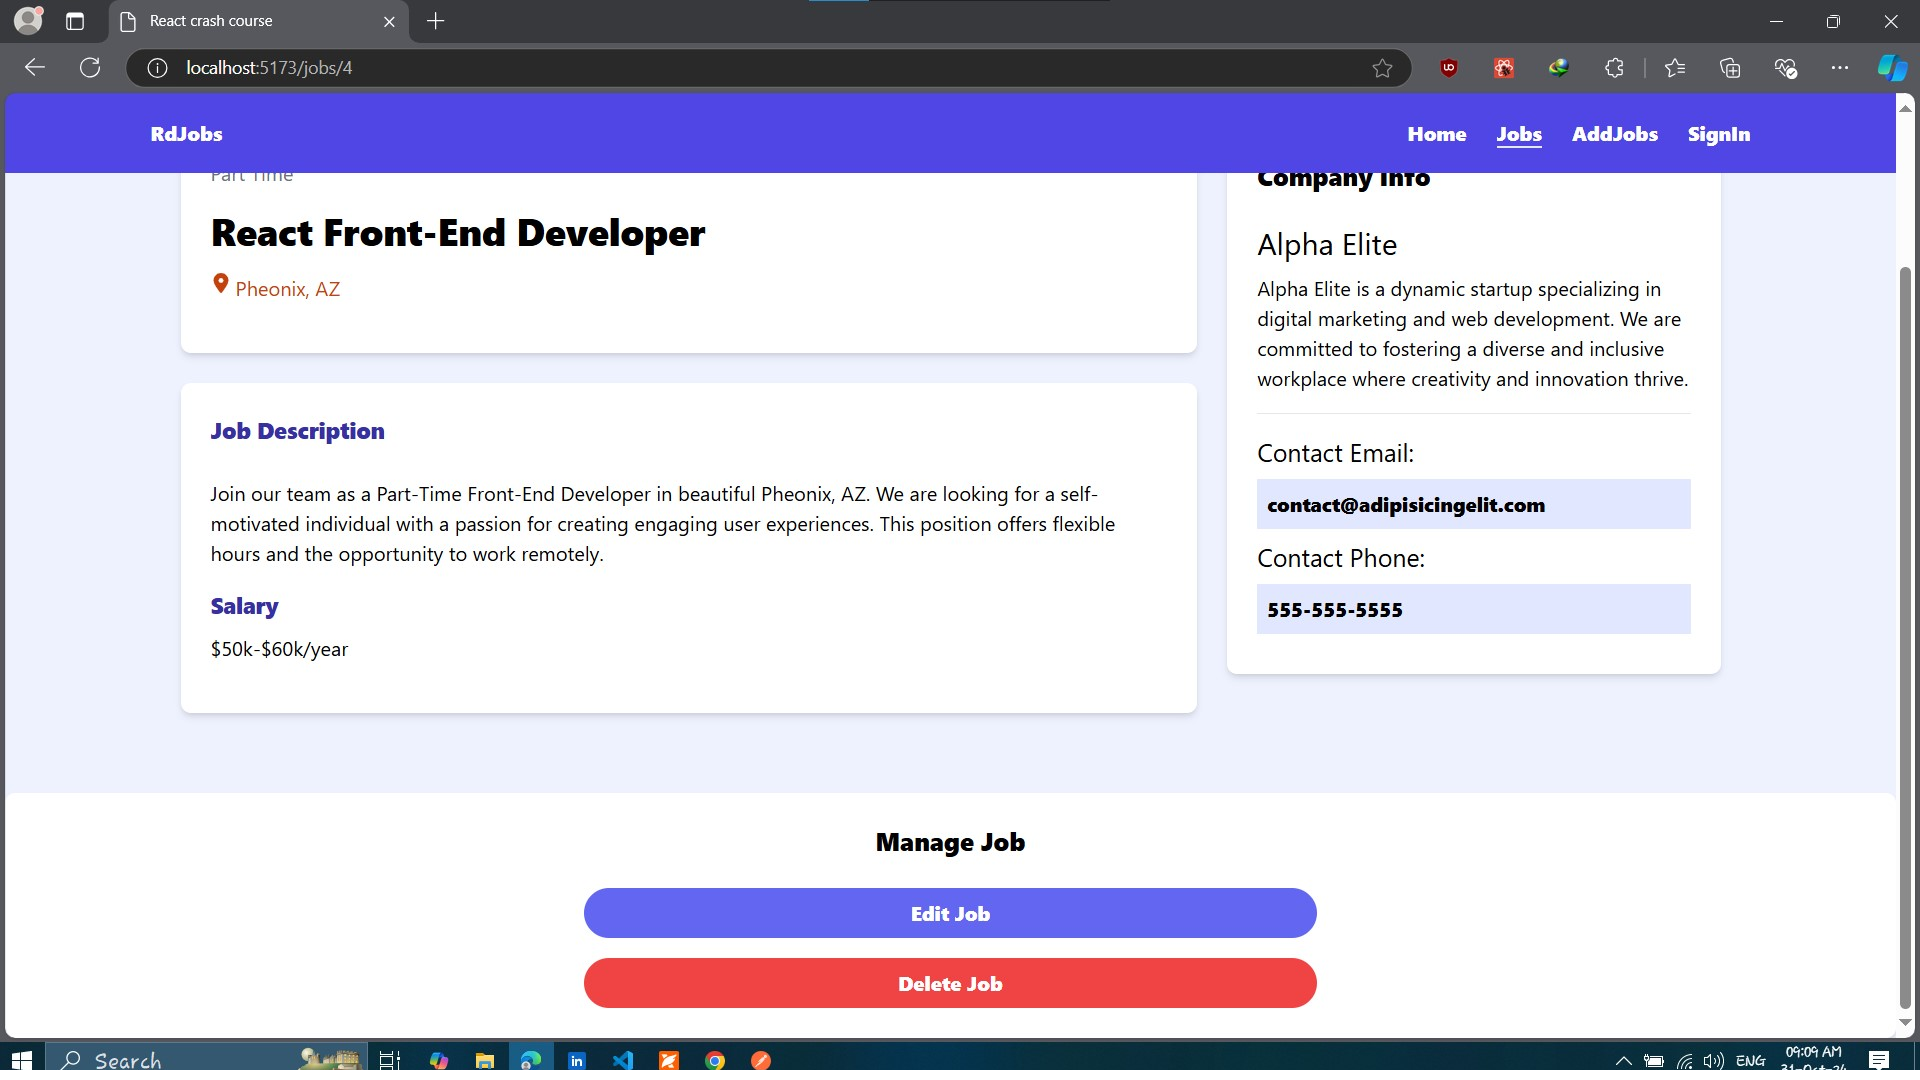 React crash course
localhost:5173/jobs/4
RdJobs
Home Jobs AddJobs SignIn
Part Time
React Front-End Developer
Pheonix, AZ
Job Description
Join our team as a Part-Time Front-End Developer in beautiful Pheonix, AZ. We are looking for a self-
motivated individual with a passion for creating engaging user experiences. This position offers flexible
hours and the opportunity to work remotely.
Salary
$50k-$60k/year
Company Info
Alpha Elite
Alpha Elite is a dynamic startup specializing in
digital marketing and web development. We are
committed to fostering a diverse and inclusive
workplace where creativity and innovation thrive.
Contact Email:
contact@adipisicingelit.com
Contact Phone:
555-555-5555
Manage Job
Edit Job
Delete Job
Search
ENG
09:09 AM
31-Oct-24